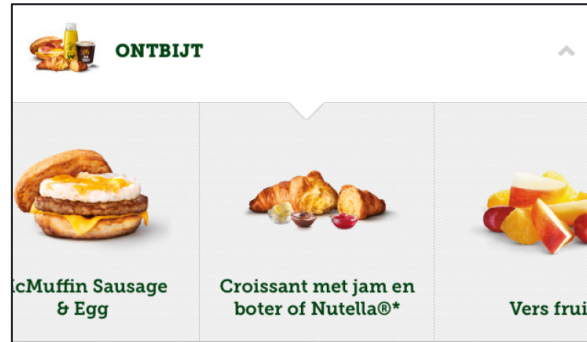 ONTBIJT
cMuffin Sausage
& Egg
Croissant met jam en
boter of Nutella®*
Vers frui